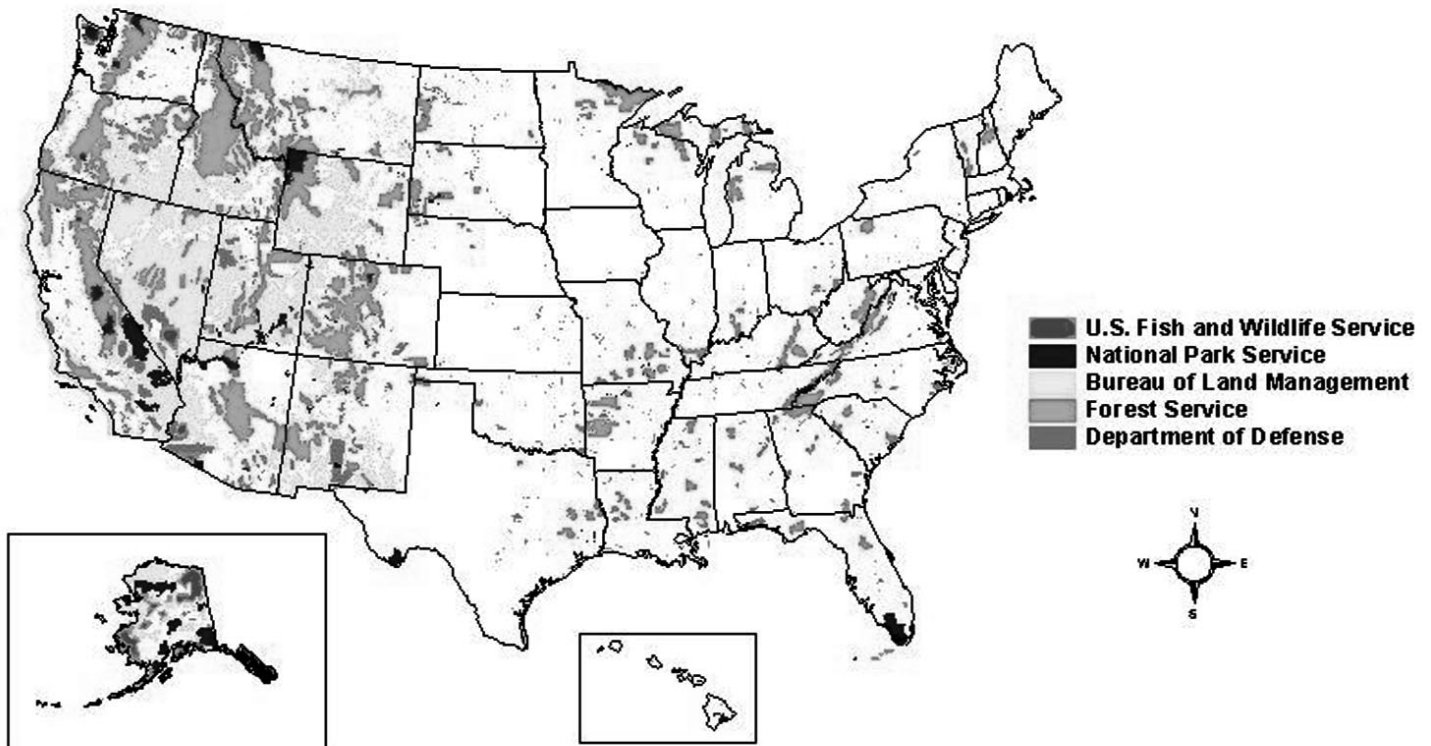 U.S. Fish and Wildlife Service
National Park Service
Bureau of Land Management
Forest Service
Department of Defense
N
W E
S